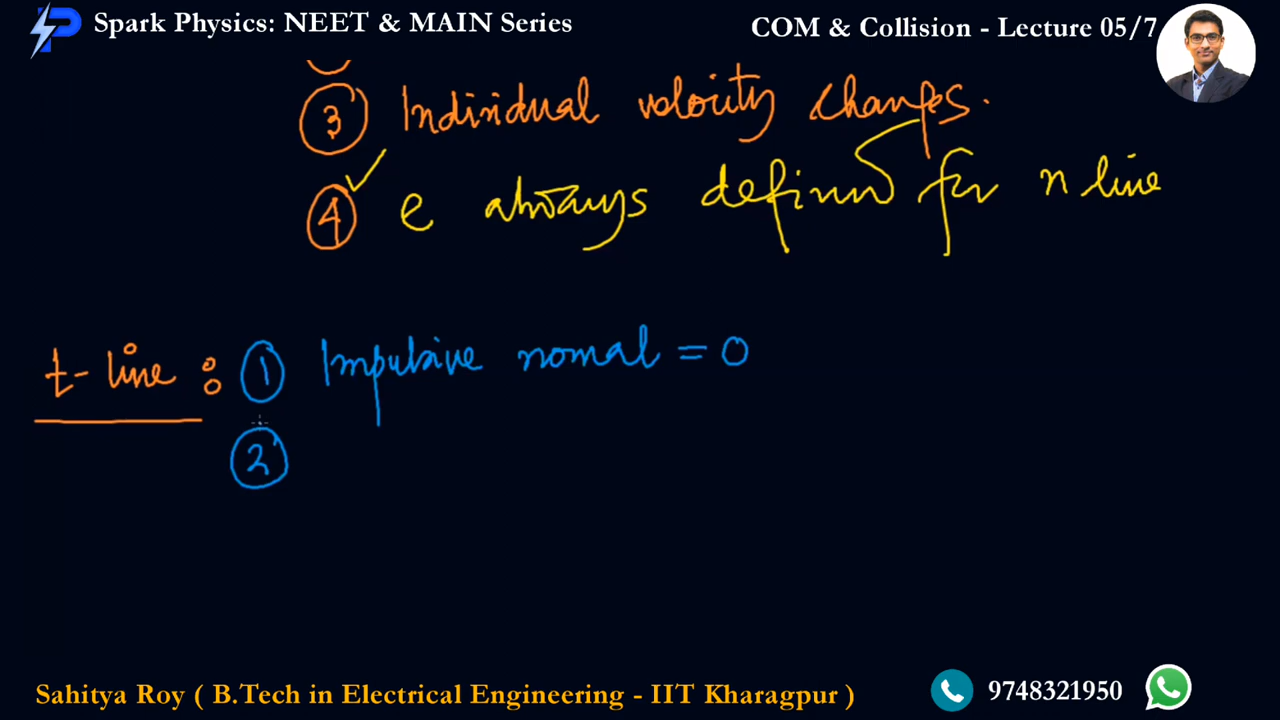 Spark Physics: NEET & MAIN Series
COM & Collision - Lecture 05/7
3 Individual velocity changes.
4 e always defined for n line
t-line : 1 Impulsive nomal = 0
2
Sahitya Roy ( B.Tech in Electrical Engineering - IIT Kharagpur )
9748321950